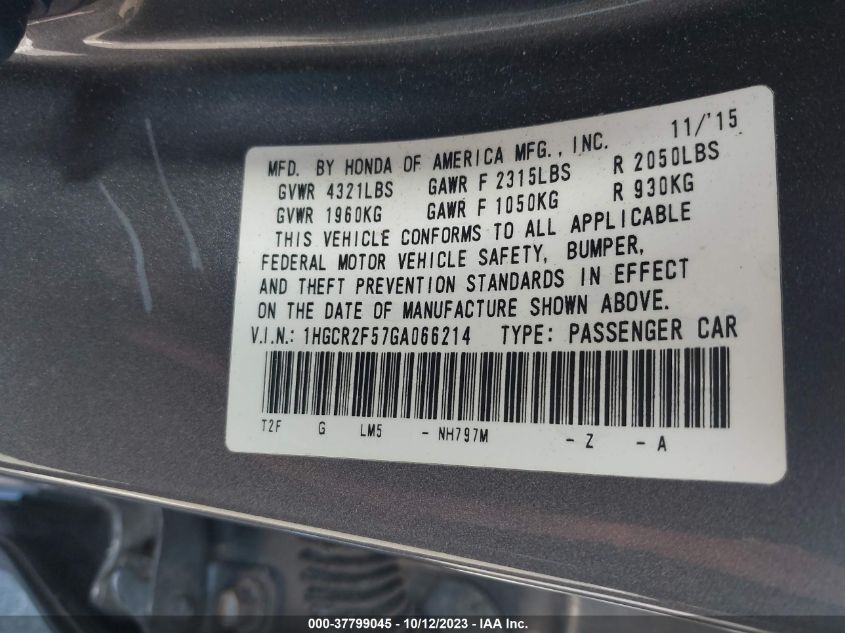 11/'15
MFD. BY HONDA OF AMERICA MFG., INC.
GVWR 4321LBS GAWR F 2315LBS R 2050LBS
GVWR 1960KG GAWR F 1050KG R 930KG
THIS VEHICLE CONFORMS TO ALL APPLICABLE
FEDERAL MOTOR VEHICLE SAFETY, BUMPER,
AND THEFT PREVENTION STANDARDS IN EFFECT
ON THE DATE OF MANUFACTURE SHOWN ABOVE.
V.I.N.: 1HGCR2F57GA066214 TYPE: PASSENGER CAR
T2F G LM5 - NH797M - Z - A
000-37799045 - 10/12/2023 - IAA Inc.